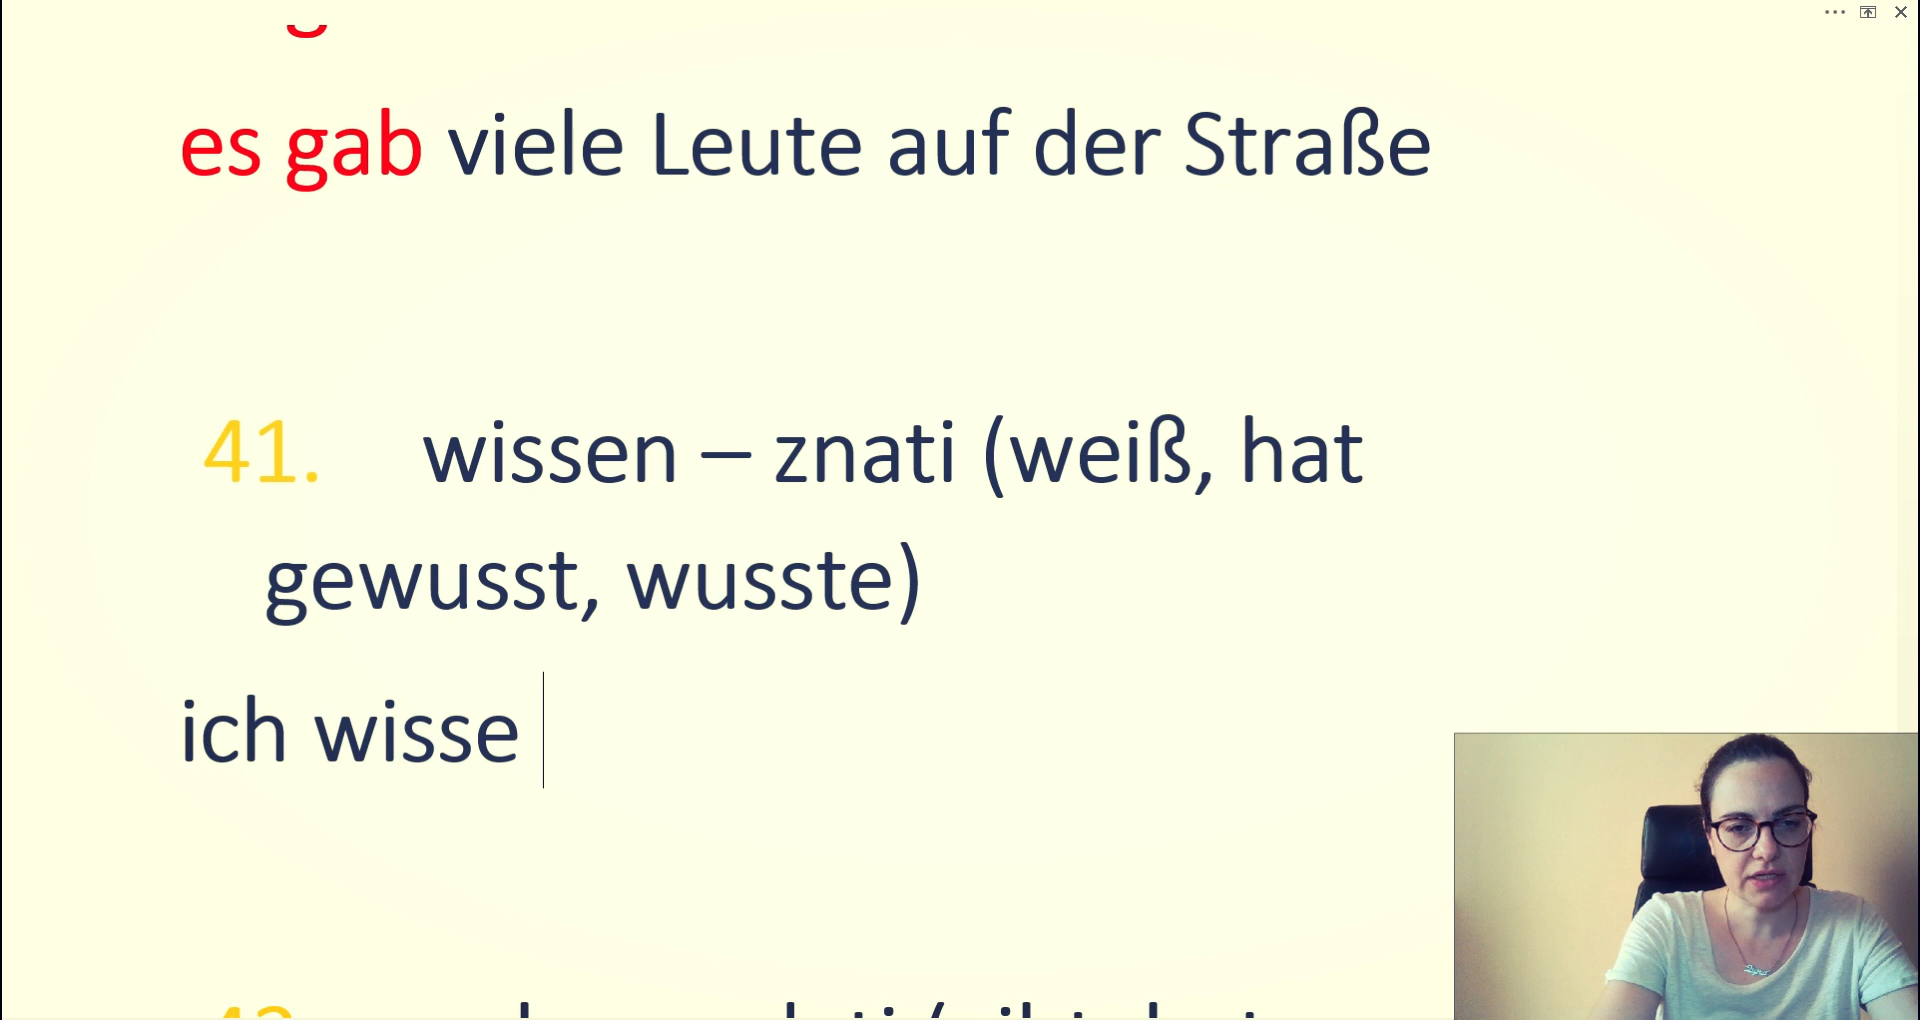 es gab viele Leute auf der Straße
41. wissen – znati (weiß, hat
gewusst, wusste)
ich wisse